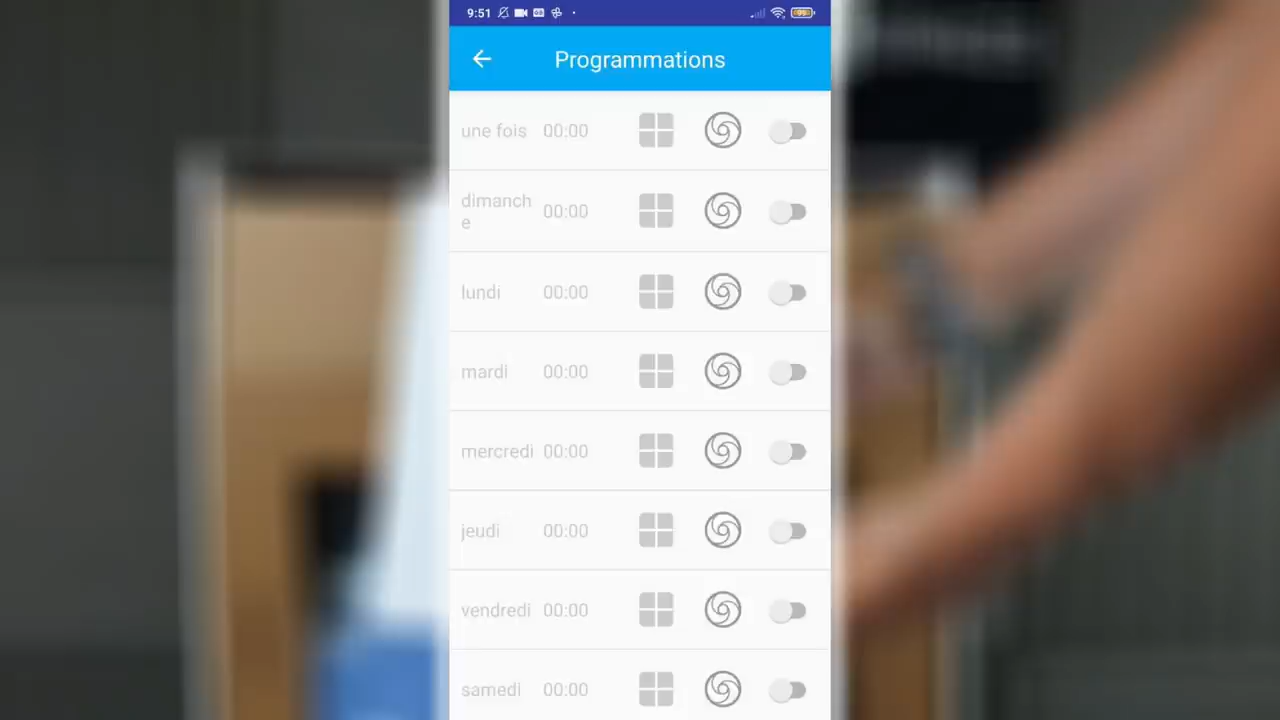 9:51
Programmations
une fois 00:00
dimanch
e
00:00
lundi 00:00
mardi 00:00
mercredi 00:00
jeudi 00:00
vendredi 00:00
samedi 00:00